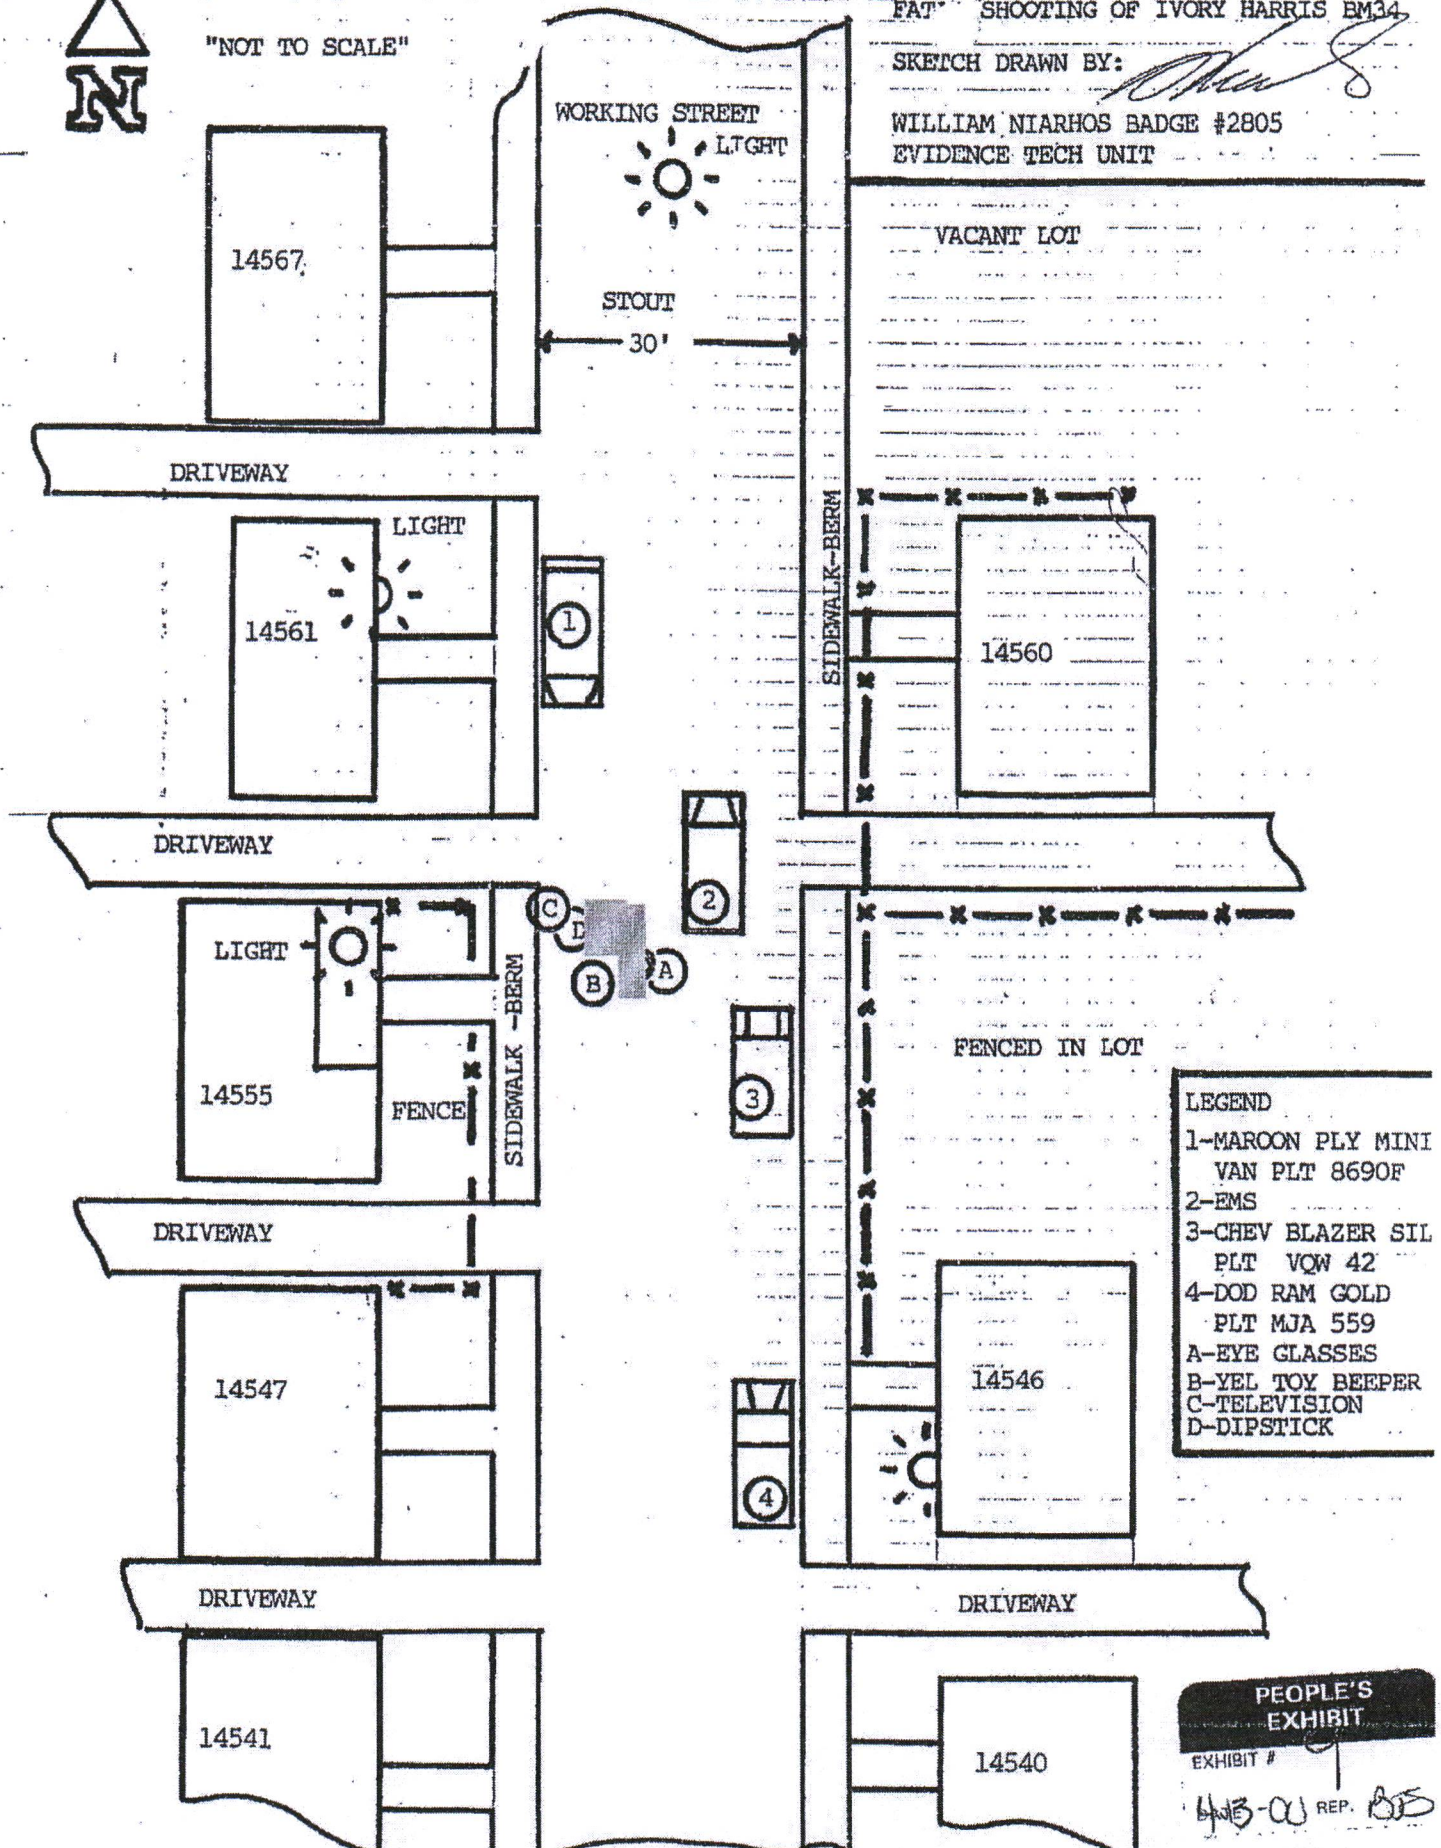 FAT SHOOTING OF IVORY HARRIS BM34
"NOT TO SCALE"
SKETCH DRAWN BY:
N
WORKING STREET
LIGHT
WILLIAM NIARHOS BADGE #2805
EVIDENCE TECH UNIT
VACANT LOT
14567
STOUT
30'
DRIVEWAY
LIGHT
SIDEWALK-BERM
1
14561
14560
DRIVEWAY
2
C
D
LIGHT
A
B
SIDEWALK-BERM
FENCED IN LOT
3
14555
FENCE
LEGEND
1-MAROON PLY MINI
VAN PLT 8690F
2-EMS
3-CHEV BLAZER SIL
PLT VQW 42
4-DOD RAM GOLD
PLT MJA 559
A-EYE GLASSES
B-YEL TOY BEEPER
C-TELEVISION
D-DIPSTICK
DRIVEWAY
14547
14546
4
DRIVEWAY
DRIVEWAY
14541
14540
PEOPLE'S
EXHIBIT
EXHIBIT #
REP.